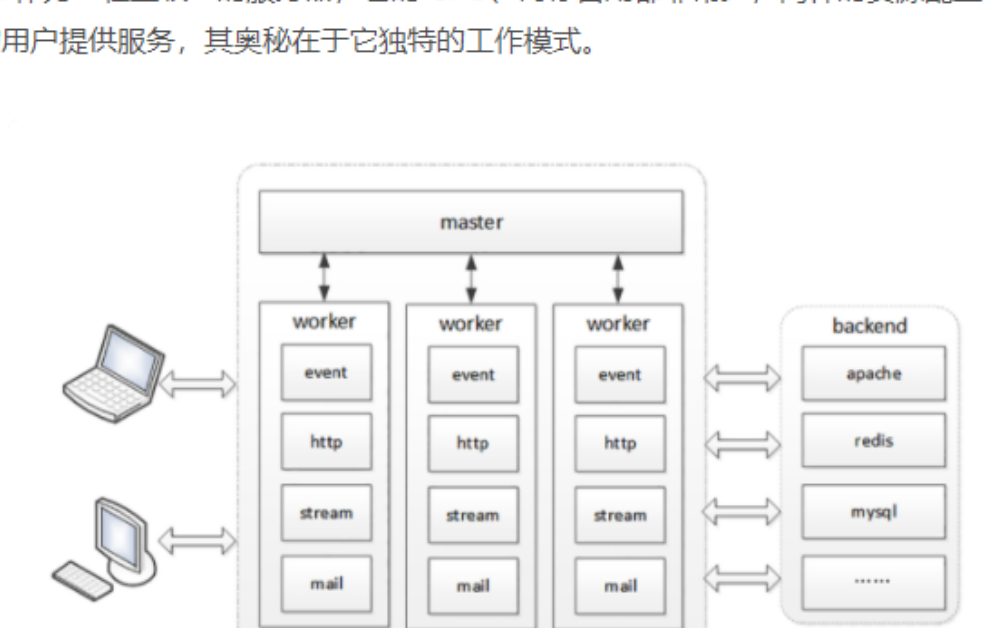 用户提供服务，其奥秘在于它独特的工作模式。
master
worker worker worker
backend
event event event
apache
http http http
redis
stream stream stream
mysql
mail mail mail
······